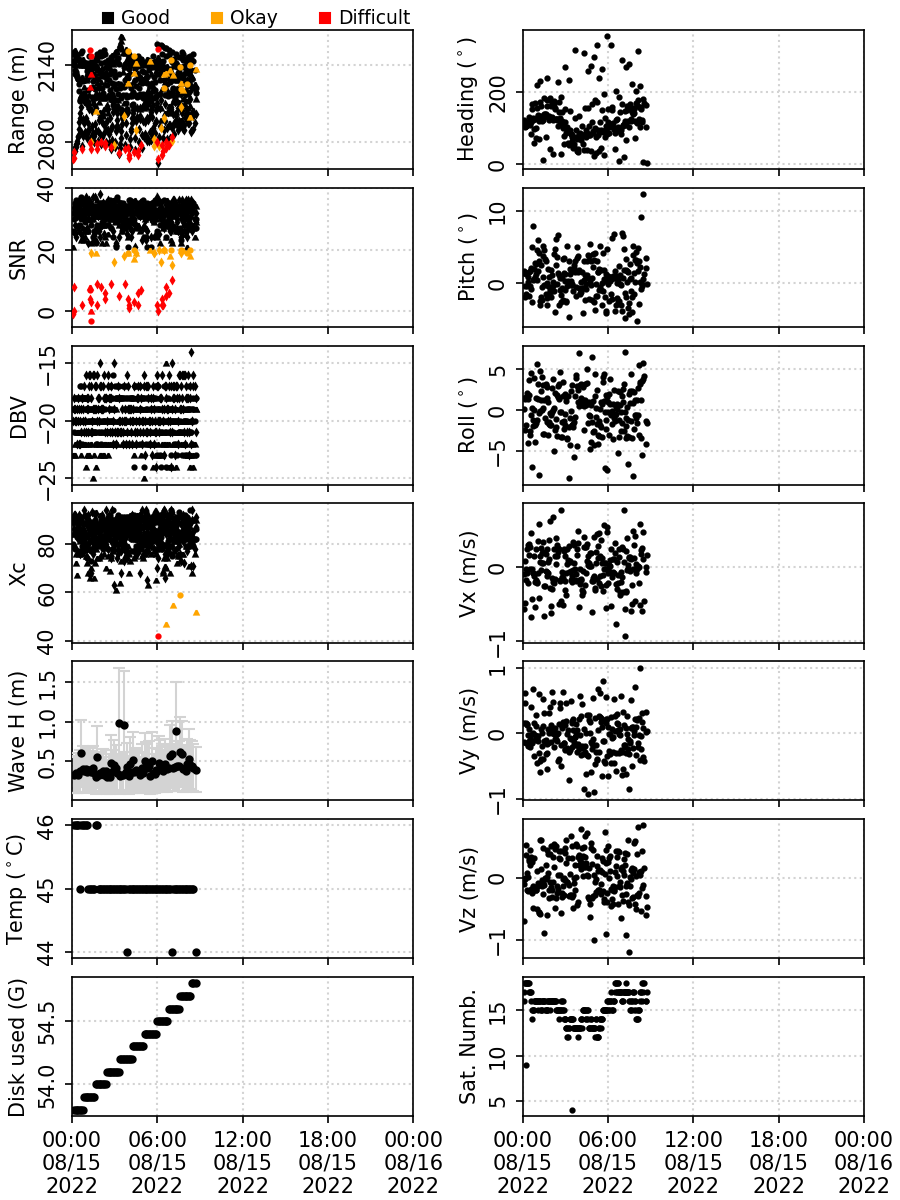 Good Okay Difficult
Range (m)
2140
2080
Heading (°)
200
0
SNR
40
20
0
Pitch (°)
10
0
DBV
−15
−20
−25
Roll (°)
5
0
−5
Xc
80
60
40
Vx (m/s)
0
−1
Wave H (m)
1.5
1.0
0.5
Vy (m/s)
1
0
−1
Temp (°C)
46
45
44
Vz (m/s)
0
−1
Disk used (G)
54.5
54.0
Sat. Numb.
15
10
5
00:00 06:00 12:00 18:00 00:00
08/15 08/15 08/15 08/15 08/16
2022 2022 2022 2022 2022
00:00 06:00 12:00 18:00 00:00
08/15 08/15 08/15 08/15 08/16
2022 2022 2022 2022 2022